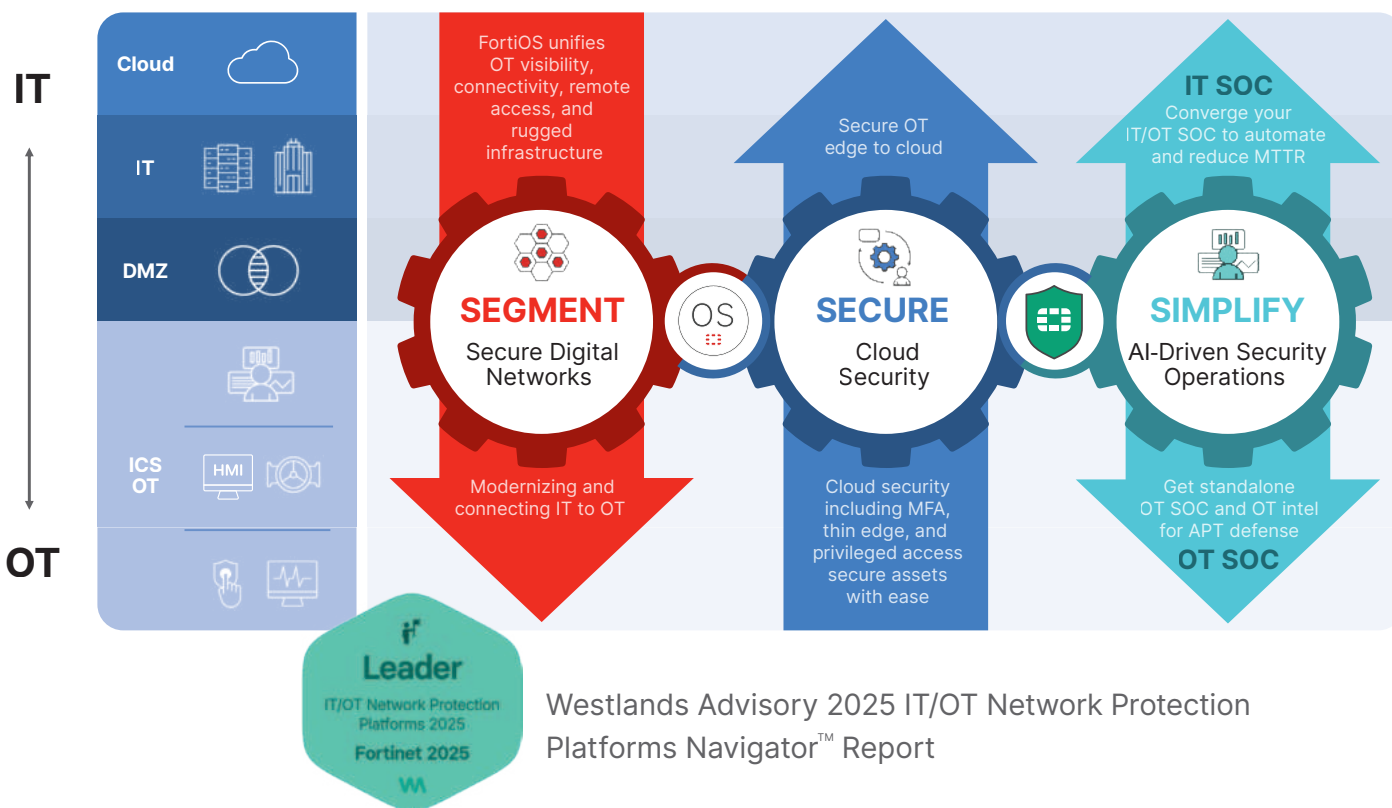 IT
OT
Cloud
IT
DMZ
ICS
OT
HMI
FortiOS unifies
OT visibility,
connectivity, remote
access, and
rugged
infrastructure
SEGMENT
Secure Digital
Networks
Modernizing and
connecting IT to OT
OS
Secure OT
edge to cloud
SECURE
Cloud
Security
Cloud security
including MFA,
thin edge, and
privileged access
secure assets
with ease
IT SOC
Converge your
IT/OT SOC to automate
and reduce MTTR
SIMPLIFY
AI-Driven Security
Operations
Get standalone
OT SOC and OT intel
for APT defense
OT SOC
Leader
IT/OT Network Protection
Platforms 2025
Fortinet 2025
WA
Westlands Advisory 2025 IT/OT Network Protection
Platforms Navigator™ Report